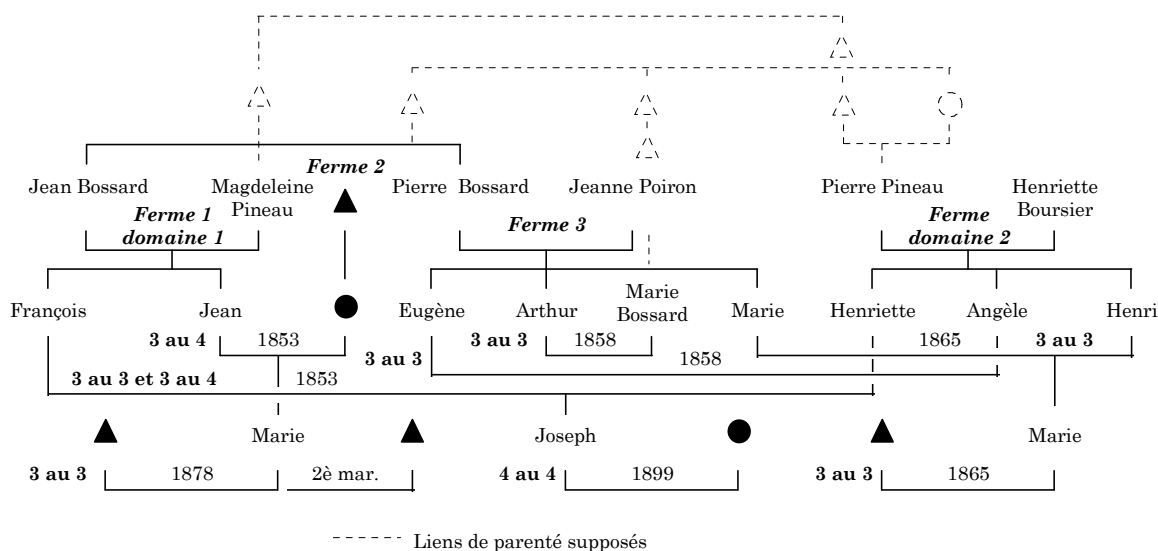 Ferme 2
Jean Bossard
Magdeleine
Pineau
Pierre Bossard
Jeanne Poiron
Pierre Pineau
Henriette
Boursier
Ferme 1
domaine 1
Ferme 3
Ferme
domaine 2
François
Jean
Eugène
Arthur
Marie
Bossard
Marie
Henriette
Angèle
Henri
3 au 4
1853
3 au 3
3 au 3
1858
1858
1865
3 au 3
3 au 3 et 3 au 4
1853
Marie
Joseph
Marie
3 au 3
1878
2è mar.
4 au 4
1899
3 au 3
1865
Liens de parenté supposés